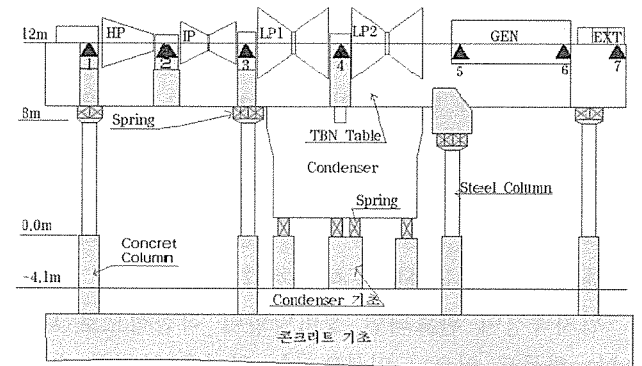 HP
IP
LP1
LP2
GEN
EXT
12m
1
2
3
4
5
6
7
8m
Spring
TBN Table
Condenser
Steel Column
Spring
0.0m
Concret
Column
-4.1m
Condenser 기초
콘크리트 기초